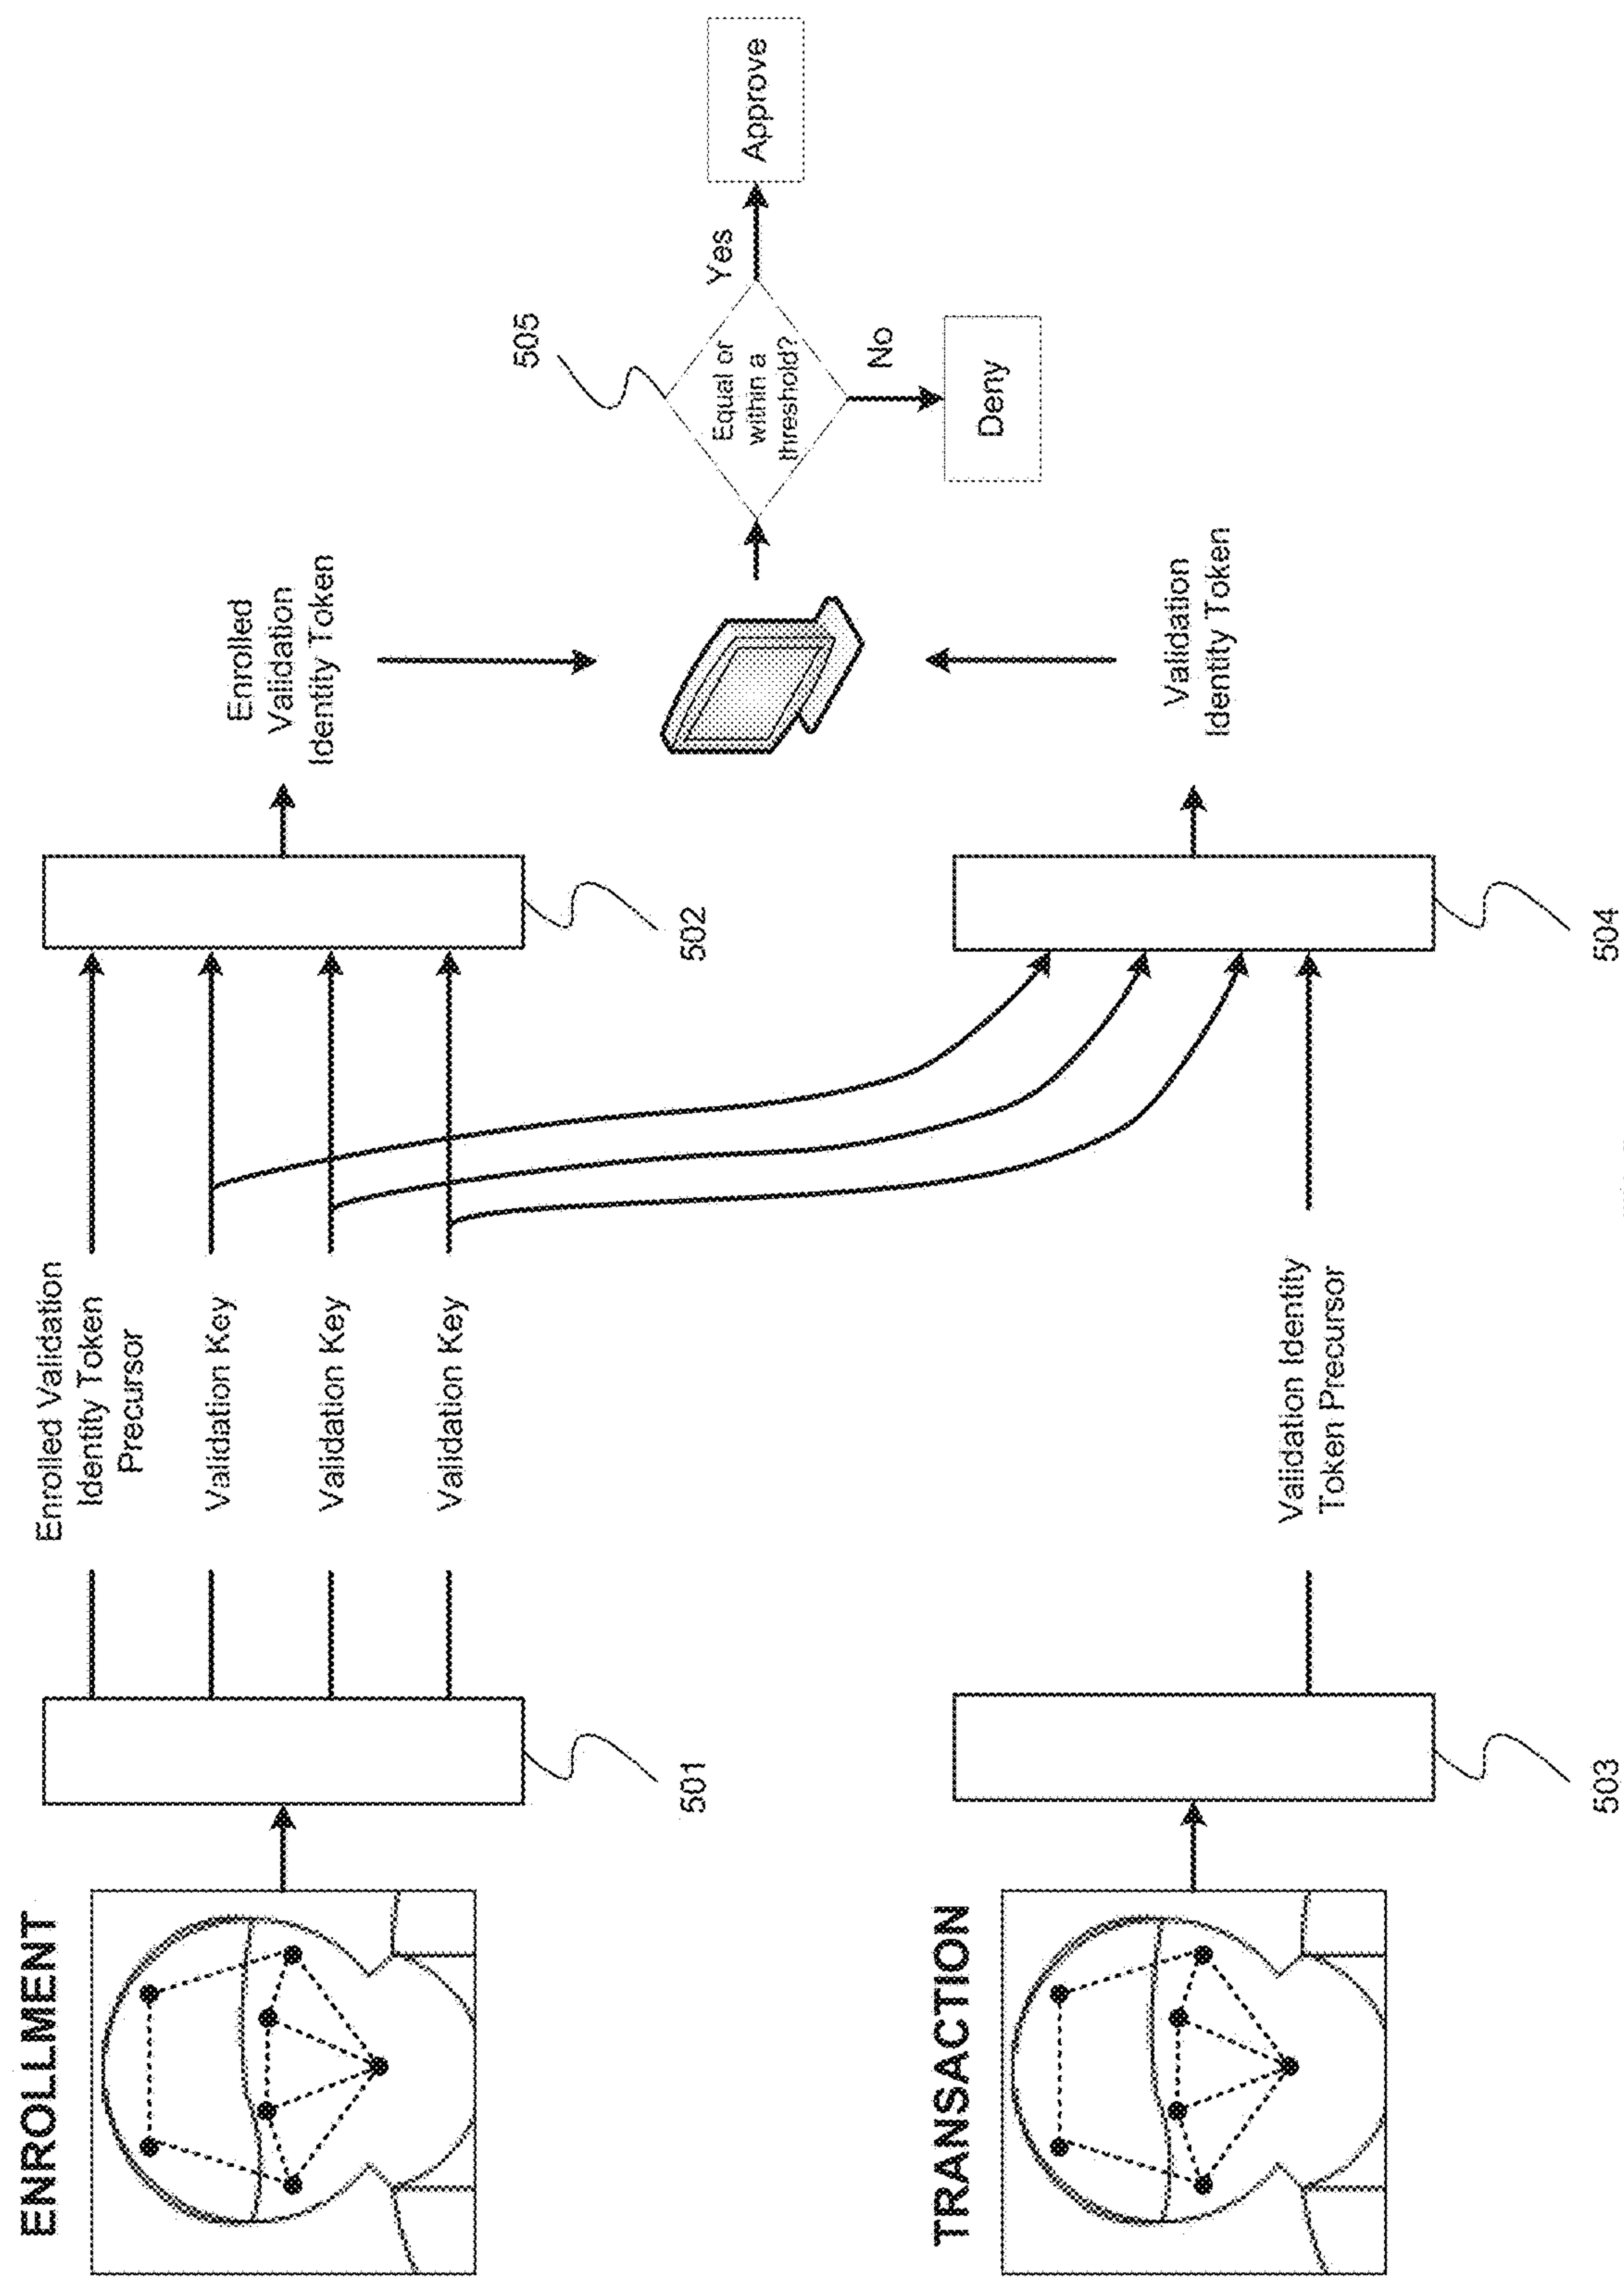 ENROLLMENT
501
Enrolled Validation
Identity Token
Precursor
Validation Key
Validation Key
Validation Key
502
Enrolled
Validation
Identity Token
505
Equal or
within a
threshold?
Yes
Approve
No
Deny
TRANSACTION
503
Validation Identity
Token Precursor
504
Validation
Identity Token